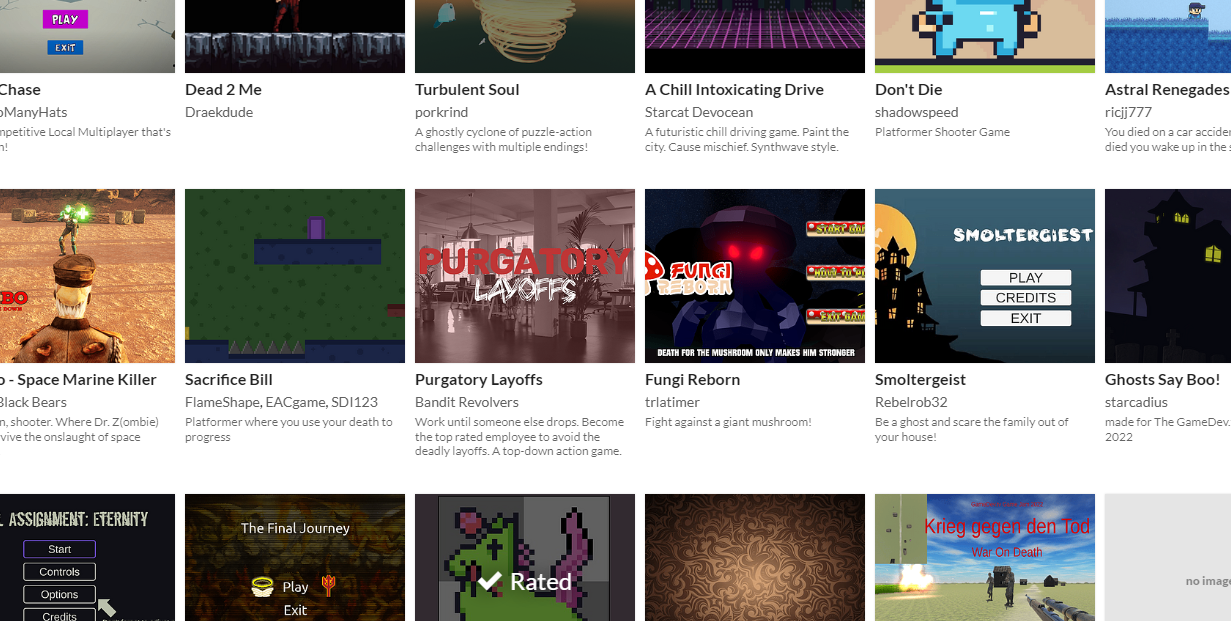 PLAY
EXIT
Chase
Dead 2 Me
Turbulent Soul
A Chill Intoxicating Drive
Don't Die
Astral Renegades
oManyHats
Draekdude
porkrind
Starcat Devocean
shadowspeed
ricjj777
mpetitive Local Multiplayer that's
n!
A ghostly cyclone of puzzle-action
challenges with multiple endings!
A futuristic chill driving game. Paint the
city. Cause mischief. Synthwave style.
Platformer Shooter Game
You died on a car accide
died you wake up in the s
BO
DOWN
PURGATORY
LAYOFFS
FUNGI
REBORN
START GAM
HOW TO PL
EXIT GAM
DEATH FOR THE MUSHROOM ONLY MAKES HIM STRONGER
SMOLTERGIEST
PLAY
CREDITS
EXIT
o - Space Marine Killer
Sacrifice Bill
Purgatory Layoffs
Fungi Reborn
Smoltergeist
Ghosts Say Boo!
Black Bears
FlameShape, EACgame, SDI123
Bandit Revolvers
trlatimer
Rebelrob32
starcadius
n, shooter. Where Dr. Z(ombie)
vive the onslaught of space
Platformer where you use your death to
progress
Work until someone else drops. Become
the top rated employee to avoid the
deadly layoffs. A top-down action game.
Fight against a giant mushroom!
Be a ghost and scare the family out of
your house!
made for The GameDev.
2022
L ASSIGNMENT: ETERNITY
Start
Controls
Options
Credits
The Final Journey
Play
Exit
Rated
Krieg gegen den Tod
War On Death
no image